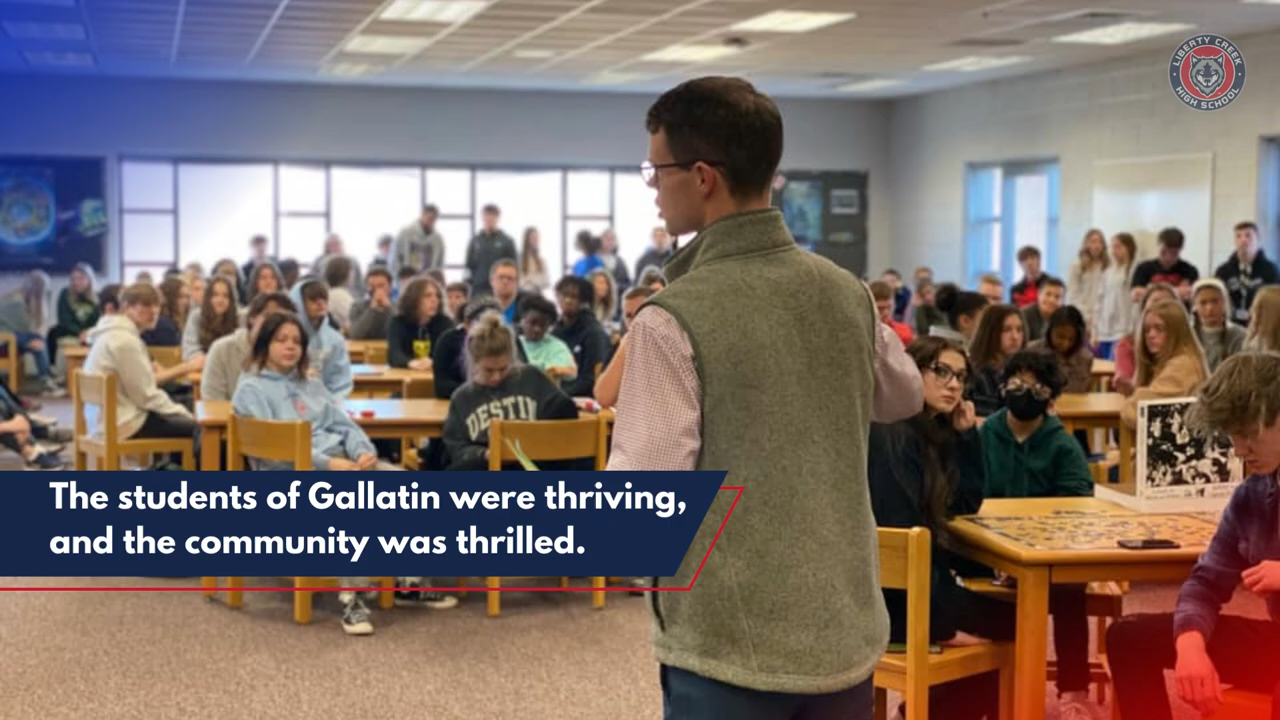 LIBERTY CREEK
HIGH SCHOOL
DESTIN
The students of Gallatin were thriving,
and the community was thrilled.